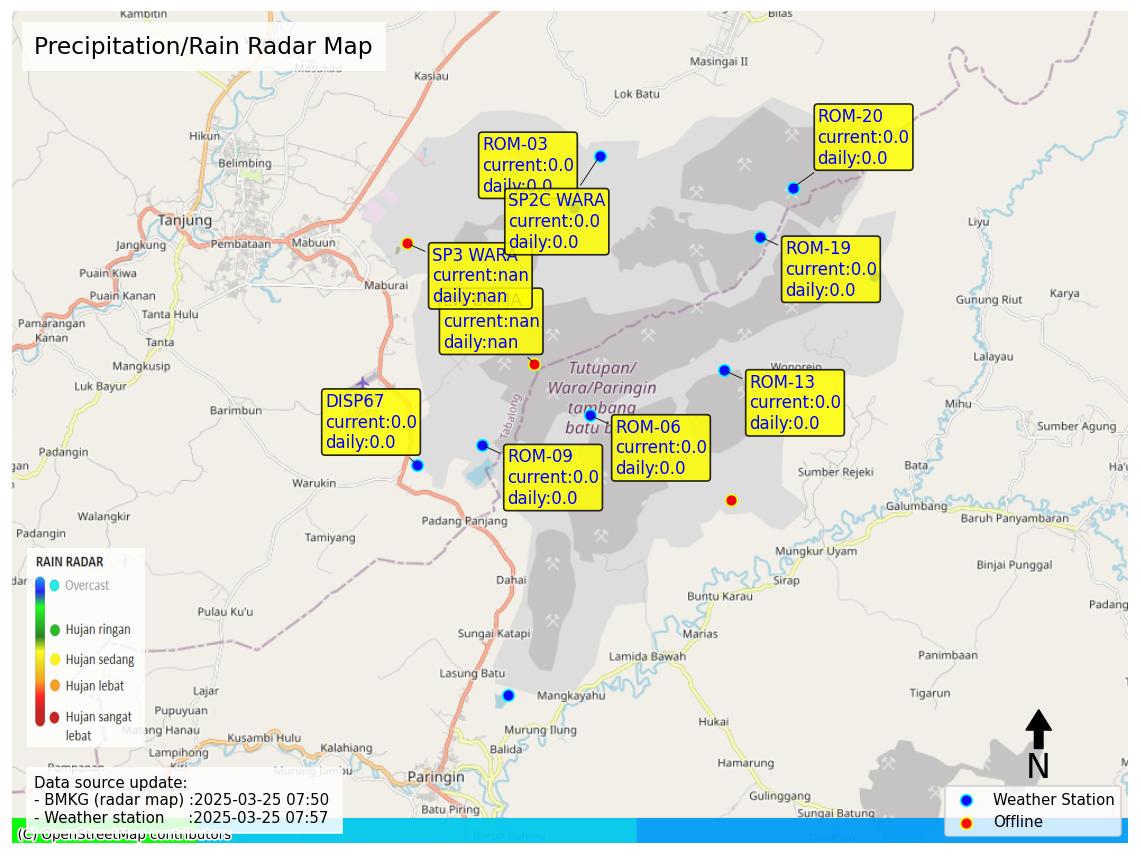 Kambitin
Bilas
Precipitation/Rain Radar Map
Masukau
Kasiau
Masingai II
Lok Batu
Hikun
Belimbing
ROM-03
current:0.0
daily:0.0
ROM-20
current:0.0
daily:0.0
SP2C WARA
current:0.0
daily:0.0
Tanjung
Jangkung
Pembataan
Mabuun
Liyu
SP3 WARA
current:nan
daily:nan
ROM-19
current:0.0
daily:0.0
Puain Kiwa
Puain Kanan
Maburai
Gunung Riut
Karya
Tanta Hulu
current:nan
daily:nan
Pamarangan
Kanan
Tanta
Mangkusip
Lalayau
Luk Bayur
Tutupan/
Wara/Paringin
tambang
batu b
Wonorejo
ROM-13
current:0.0
daily:0.0
DISP67
current:0.0
daily:0.0
Barimbun
Tabalong
Mihu
ROM-06
current:0.0
daily:0.0
Sumber Agung
Padangin
ROM-09
current:0.0
daily:0.0
Bata
Sumber Rejeki
Warukin
Galumbang
Walangkir
Padang Panjang
Baruh Panyambaran
Padangin
Tamiyang
Mungkur Uyam
Binjai Punggal
RAIN RADAR
Overcast
Hujan ringan
Hujan sedang
Hujan lebat
Hujan sangat
lebat
Dahai
Sirap
Buntu Karau
Padang
Pulau Ku'u
Sungai Katapi
Marias
Lamida Bawah
Panimbaan
Lasung Batu
Lajar
Mangkayahu
Tigarun
Pupuyuan
Matang Hanau
Murung Ilung
Hukai
Kusambi Hulu
Kalahiang
Balida
Lampihong
Kiri
Hamarung
N
Pampanan
Murung Jambu
Paringin
Data source update:
- BMKG (radar map) :2025-03-25 07:50
- Weather station :2025-03-25 07:57
Gulinggang
Batu Piring
Sungai Batung
Weather Station
Offline
(C) OpenStreetMap contributors